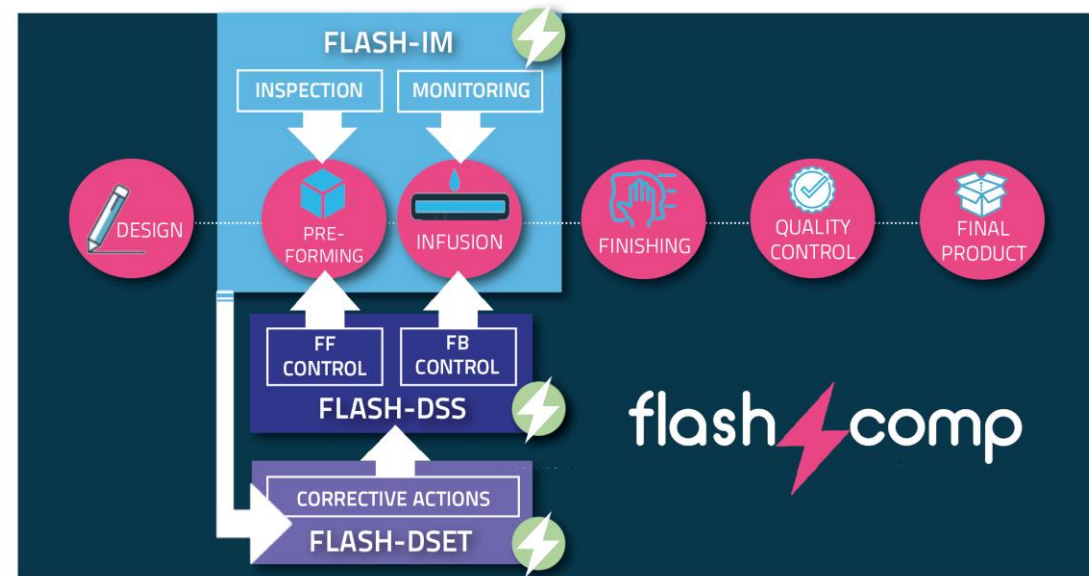 FLASH-IM
INSPECTION
MONITORING
DESIGN
PRE-
FORMING
INFUSION
FINISHING
QUALITY
CONTROL
FINAL
PRODUCT
FF
CONTROL
FB
CONTROL
FLASH-DSS
flash comp
CORRECTIVE ACTIONS
FLASH-DSET